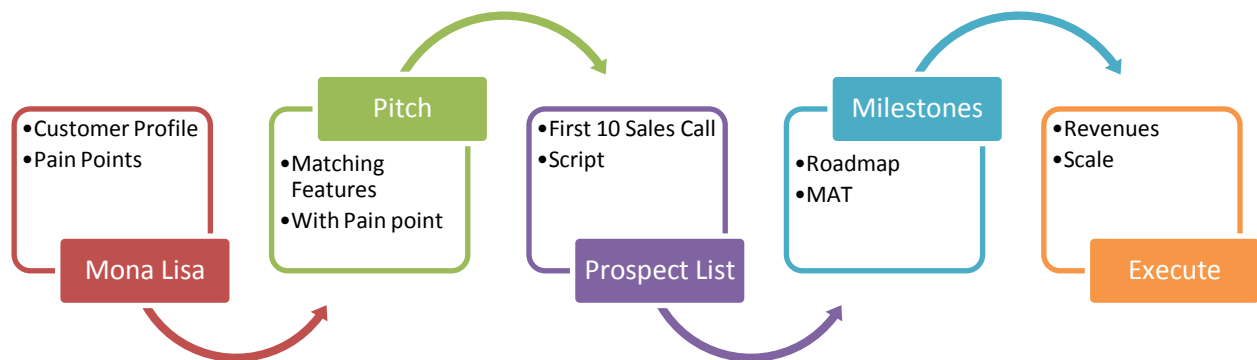 •Customer Profile
•Pain Points
Mona Lisa
Pitch
•Matching
Features
•With Pain point
•First 10 Sales Call
•Script
Prospect List
Milestones
•Roadmap
•MAT
•Revenues
•Scale
Execute